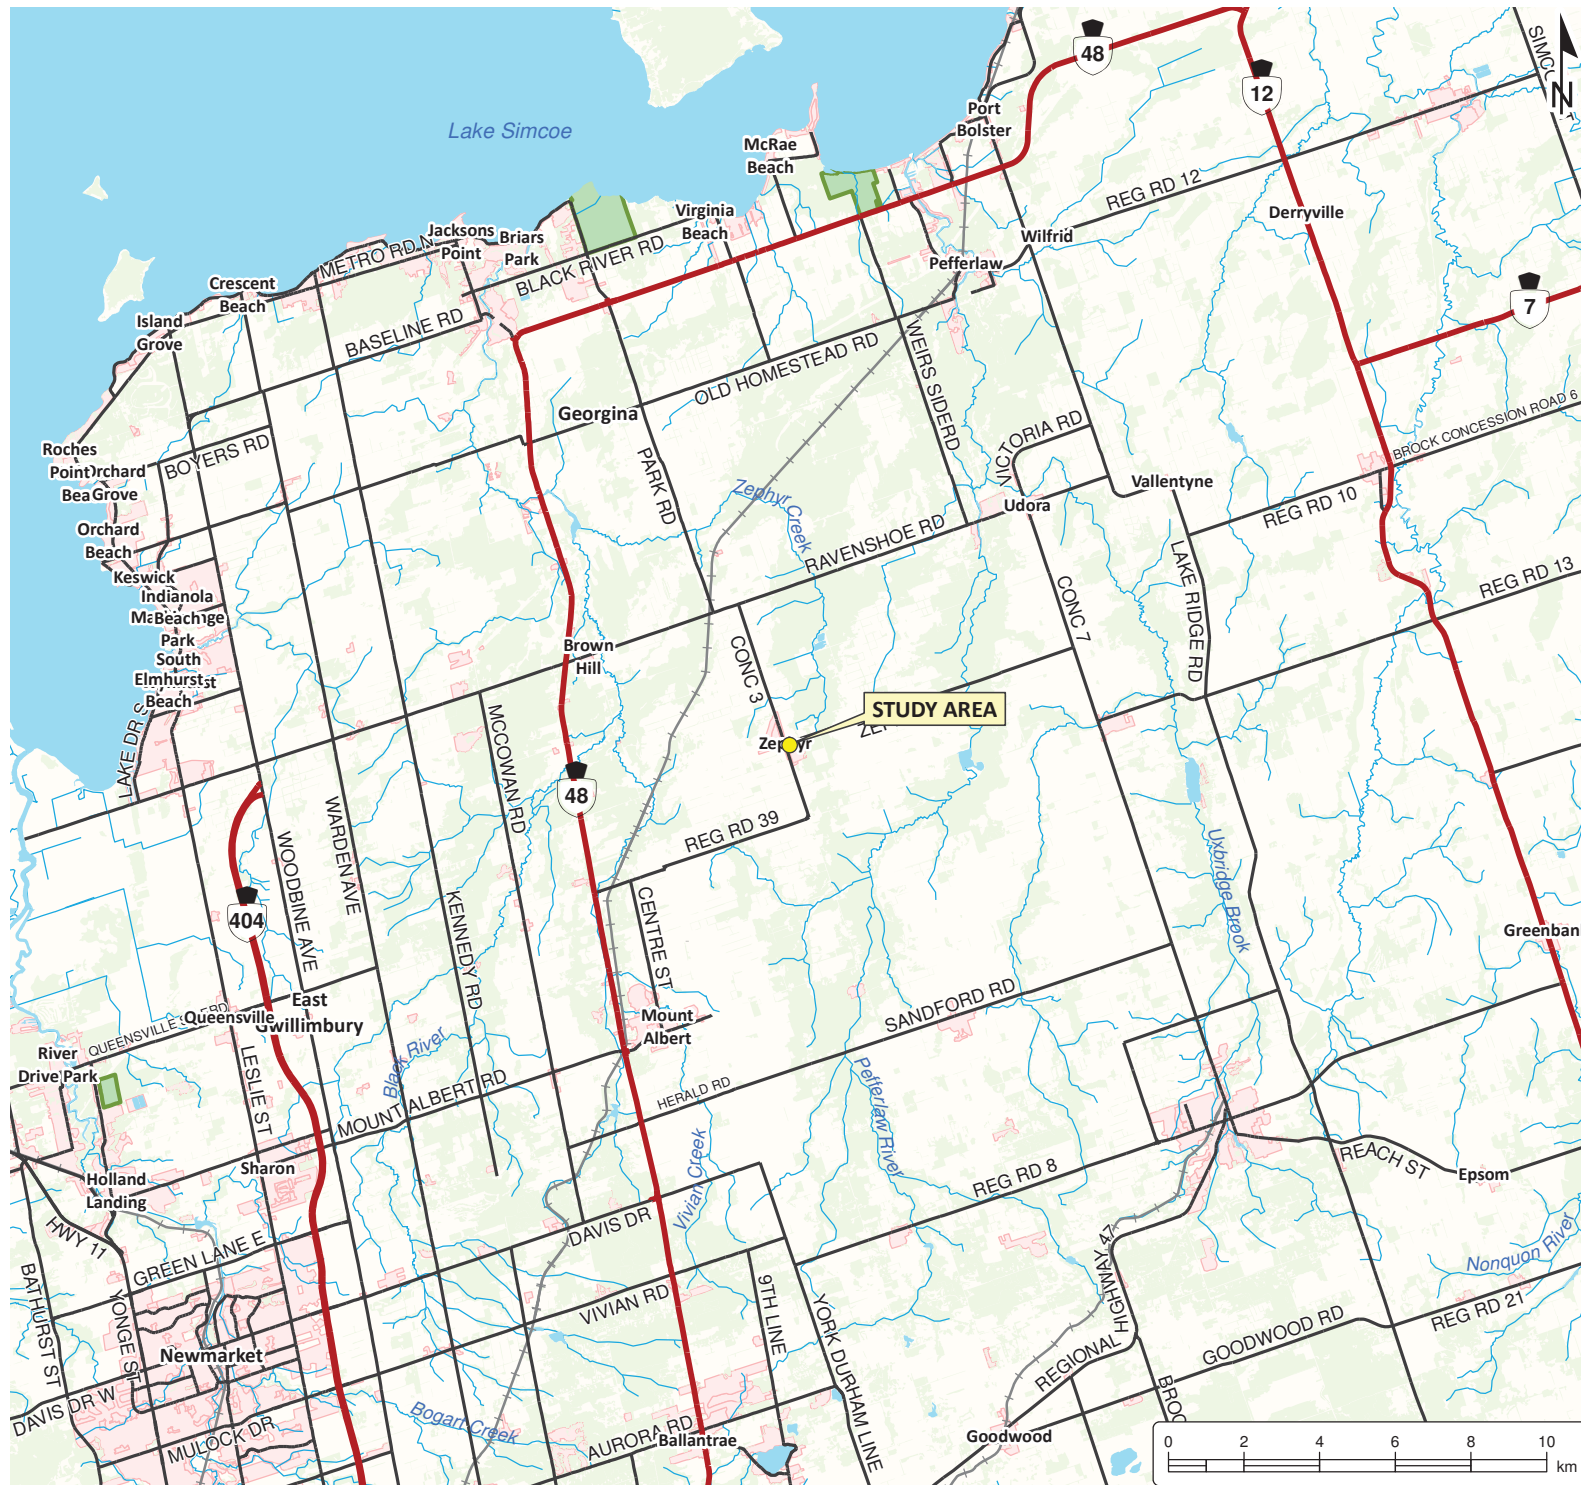 48
12
SIMC
N
Port
Bolster
Lake Simcoe
McRae
Beach
REG RD 12
Derryville
Virginia
Beach
Jacksons
Point
Briars
Park
METRO RD N
BLACK RIVER RD
Wilfrid
Pefferlaw
Crescent
Beach
7
Island
Grove
BASELINE RD
WEIRS SIDERD
OLD HOMESTEAD RD
Georgina
BROCK CONCESSION ROAD 6
VICTORIA RD
Roches
Point
Orchard
Bea
Grove
BOYERS RD
PARK RD
Zephyr Creek
Vallentyne
Udora
REG RD 10
Orchard
Beach
RAVENSHOE RD
LAKE RIDGE RD
REG RD 13
Keswick
Indianola
Beach
Park
South
Elmhurst
Beach
CONC 7
Brown
Hill
CONC 3
STUDY AREA
LAKE DR S
MCCOWAN RD
Zephyr
48
WARDEN AVE
WOODBINE AVE
REG RD 39
Uxbridge Brook
404
KENNEDY RD
CENTRE ST
Greenban
SANDFORD RD
East
Gwillimbury
Queensville
QUEENSVILLE S
ERD
Mount
Albert
River
Drive Park
LESLIE ST
Black River
MOUNT ALBERT RD
HERALD RD
Pefferlaw River
Vivian Creek
REACH ST
Epsom
Sharon
Holland
Landing
REG RD 8
HWY 11
DAVIS DR
GREEN LANE E
HIGHWAY 47
REGIONAL
Nonquon River
BATHURST ST
YONGE ST
VIVIAN RD
9TH LINE
YORK DURHAM LINE
GOODWOOD RD
REG RD 21
Newmarket
DAVIS DR W
MULOCK DR
Bogart Creek
AURORA RD
Ballantrae
Goodwood
BROC
0 2 4 6 8 10
km